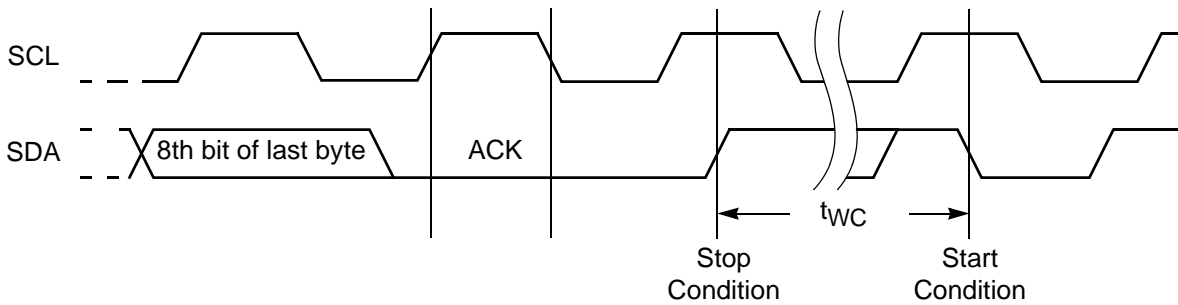 SCL
SDA
8th bit of last byte
ACK
tWC
Stop
Condition
Start
Condition